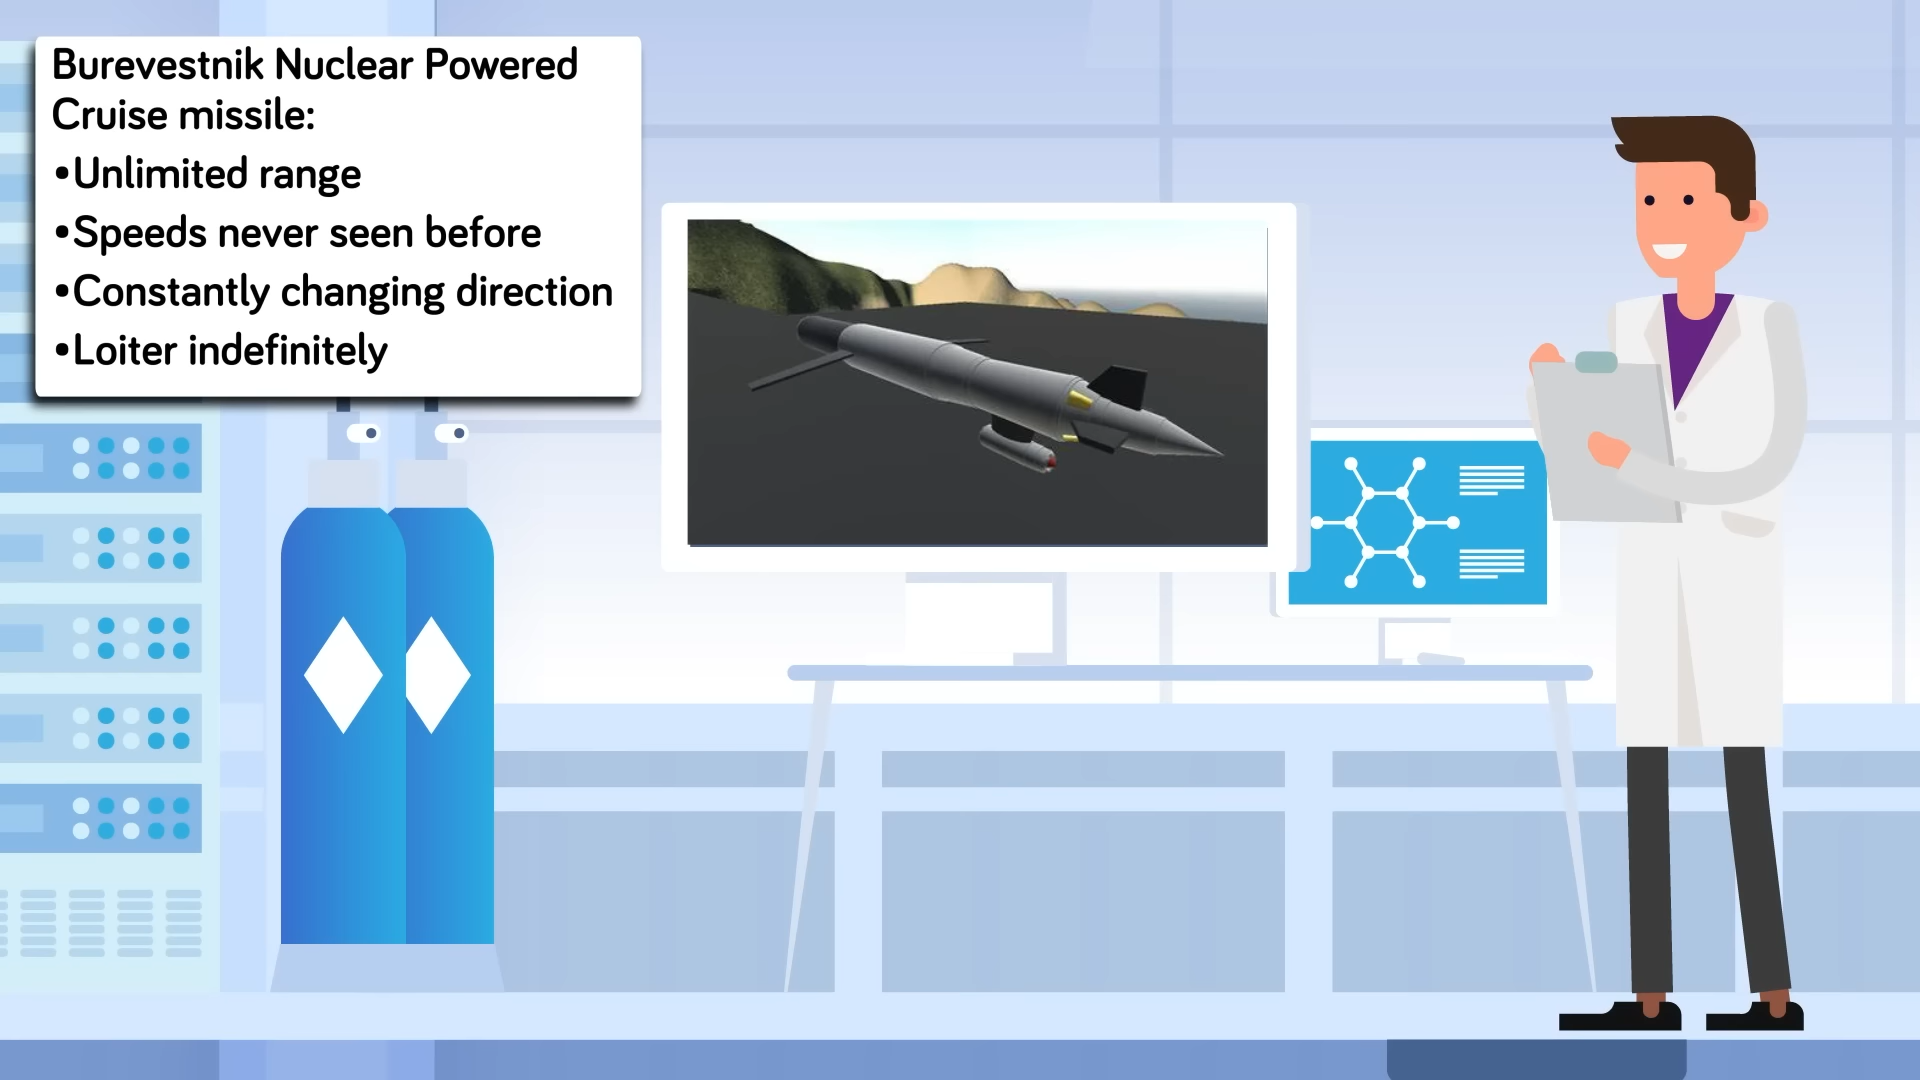 Burevestnik Nuclear Powered
Cruise missile:
•Unlimited range
•Speeds never seen before
•Constantly changing direction
•Loiter indefinitely